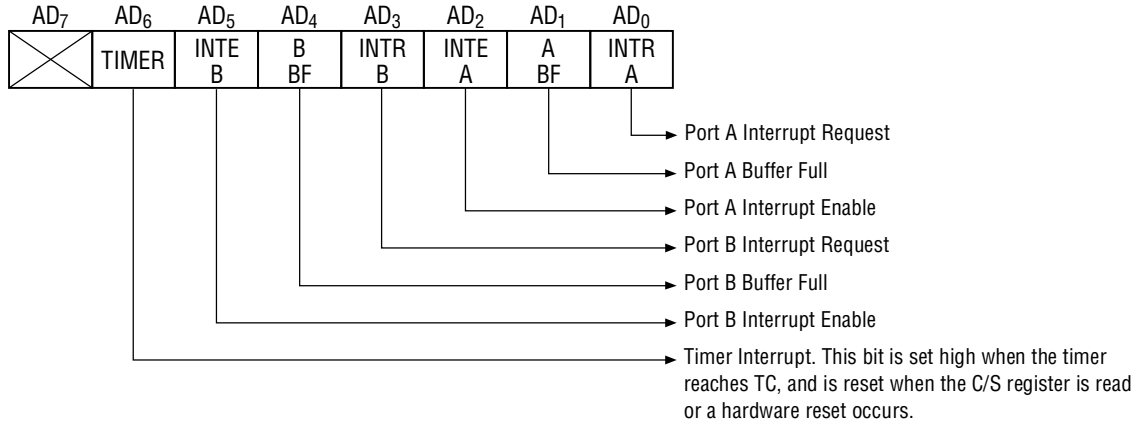 AD7 AD6 AD5 AD4 AD3 AD2 AD1 AD0
TIMER INTE B INTR INTE A INTR
B BF B A BF A
Port A Interrupt Request
Port A Buffer Full
Port A Interrupt Enable
Port B Interrupt Request
Port B Buffer Full
Port B Interrupt Enable
Timer Interrupt. This bit is set high when the timer
reaches TC, and is reset when the C/S register is read
or a hardware reset occurs.